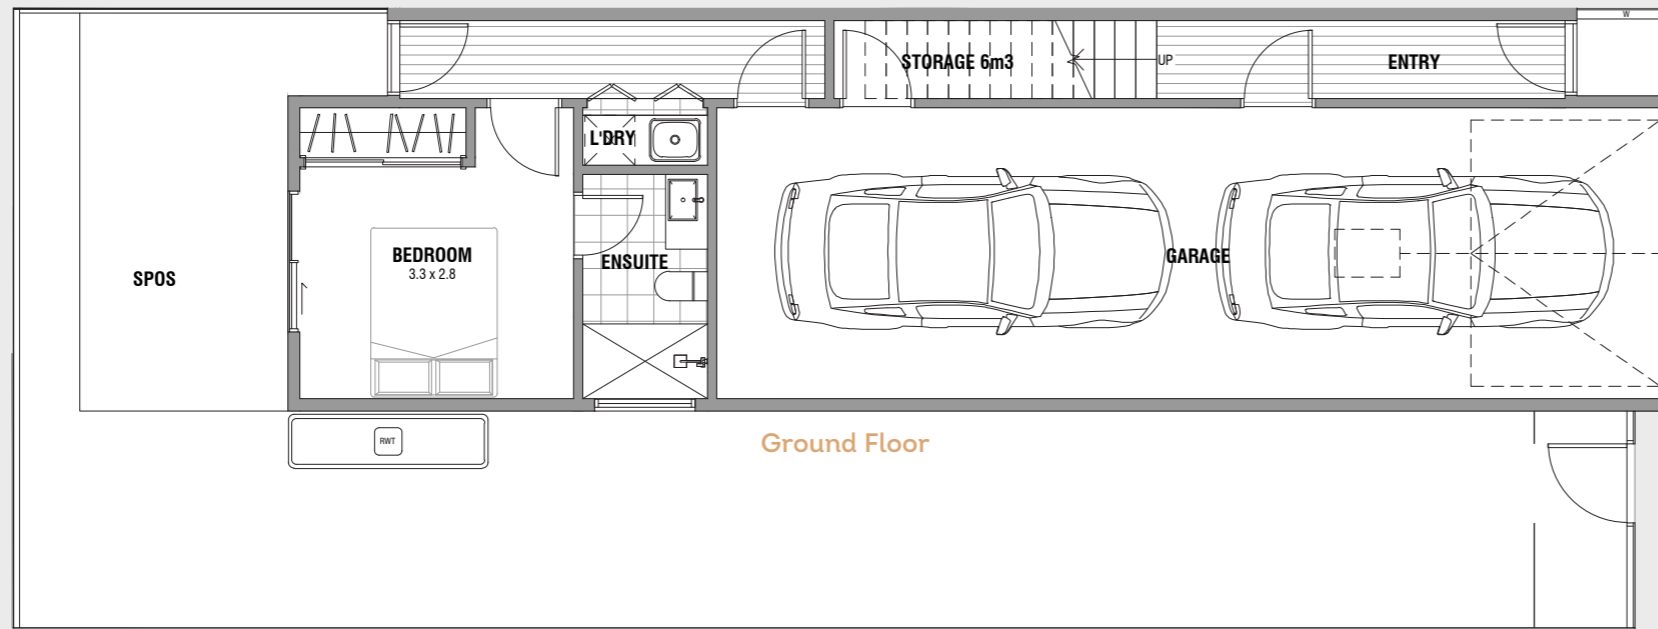 W
STORAGE 6m3
UP
ENTRY
L'DRY
BEDROOM
3.3 x 2.8
ENSUITE
GARAGE
SPOS
RWT
Ground Floor